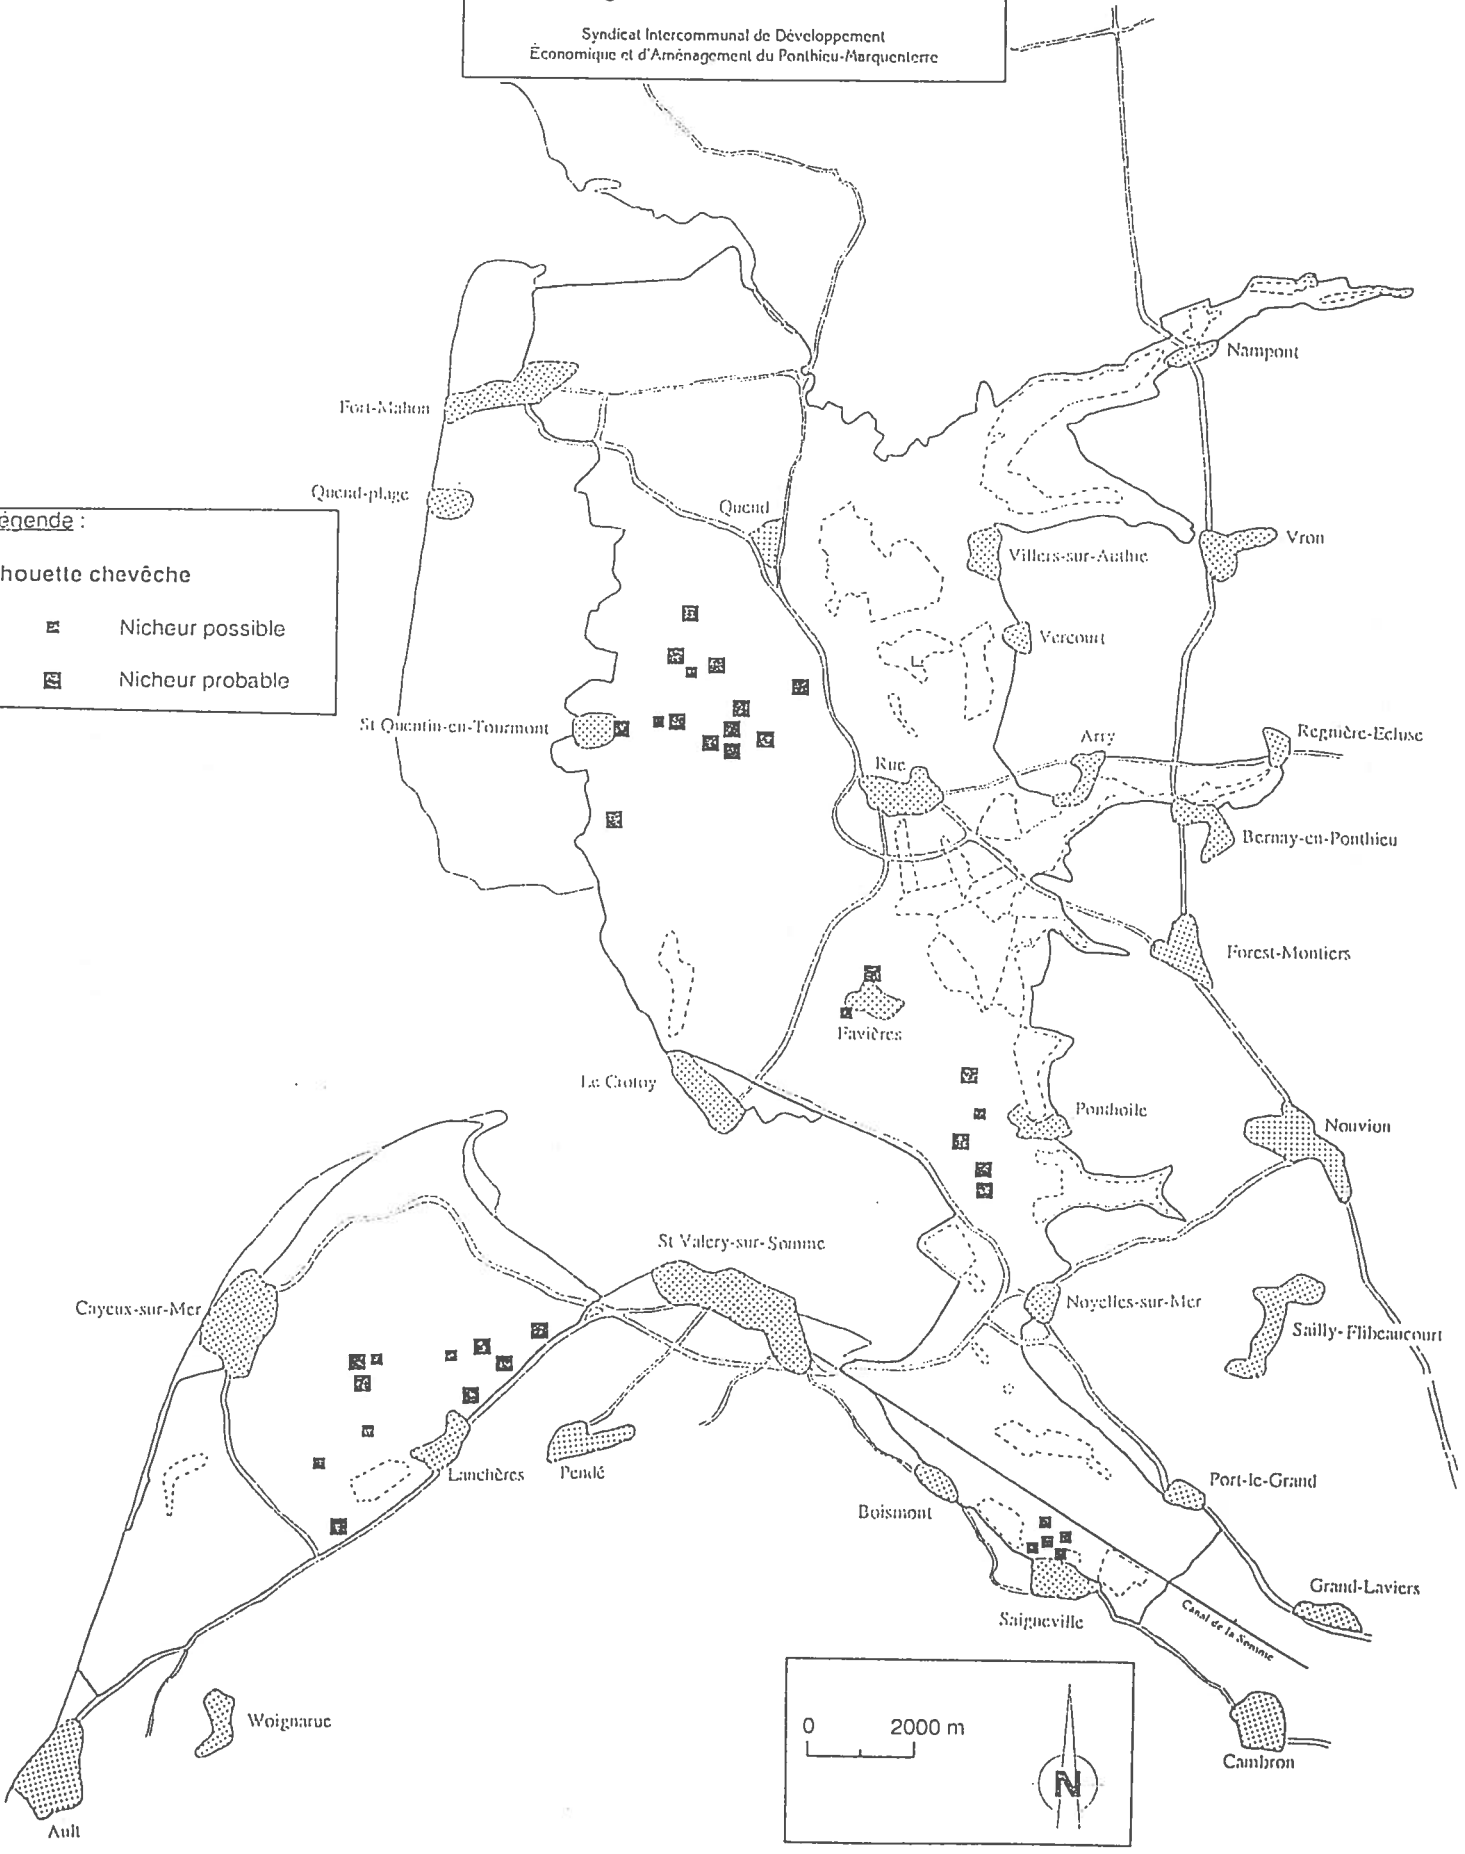 Syndicat Intercommunal de Développement
Économique et d'Aménagement du Ponthieu-Marquenterre
Nampont
Fort-Mahon
Quend-plage
Quend
égende :
Villers-sur-Authie
Vron
houette chevêche
Nicheur possible
Vercourt
Nicheur probable
St Quentin-en-Tourmont
Arry
Regnière-Ecluse
Rue
Bernay-en-Ponthieu
Forest-Montiers
Favières
Le Crotoy
Ponthoile
Nouvion
St Valery-sur-Somme
Cayeux-sur-Mer
Noyelles-sur-Mer
Sailly-Flibeaucourt
Lanchères
Pendé
Port-le-Grand
Boismont
Grand-Laviers
Saigneville
Canal de la Somme
Woignarue
0 2000 m
N
Cambron
Ault